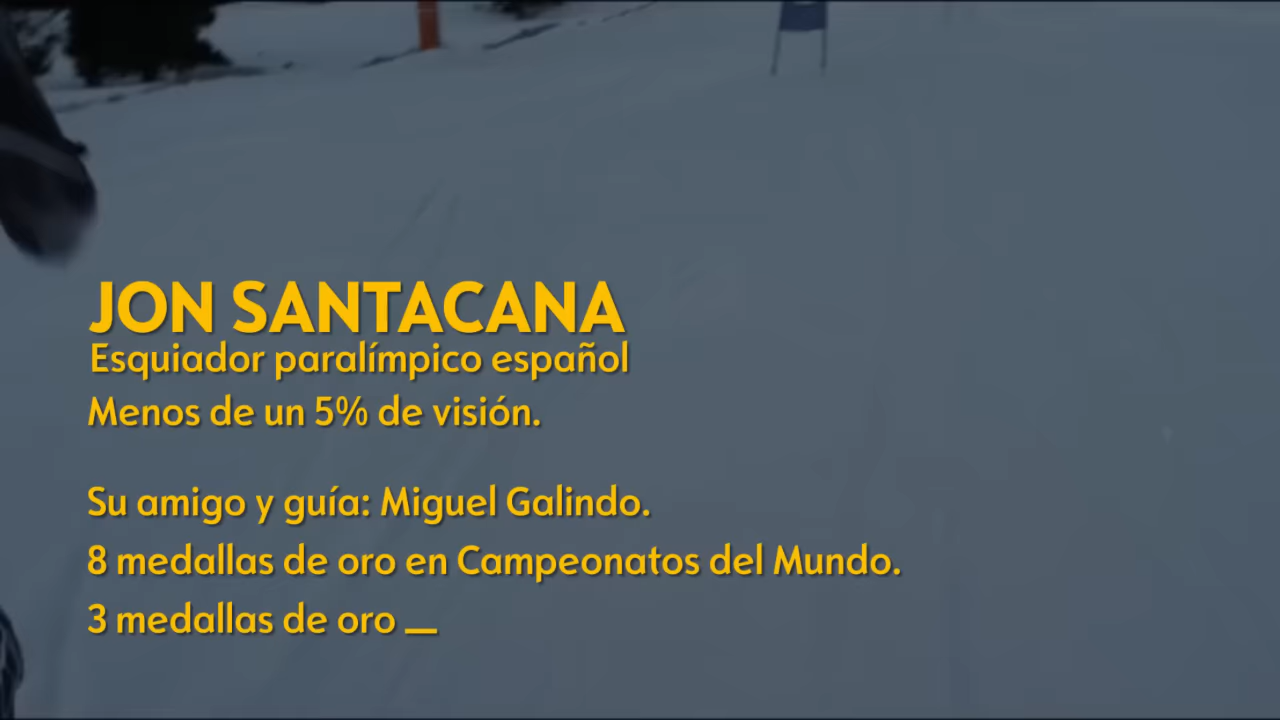 JON SANTACANA
Esquiador paralímpico español
Menos de un 5% de visión.
Su amigo y guía: Miguel Galindo.
8 medallas de oro en Campeonatos del Mundo.
3 medallas de oro _